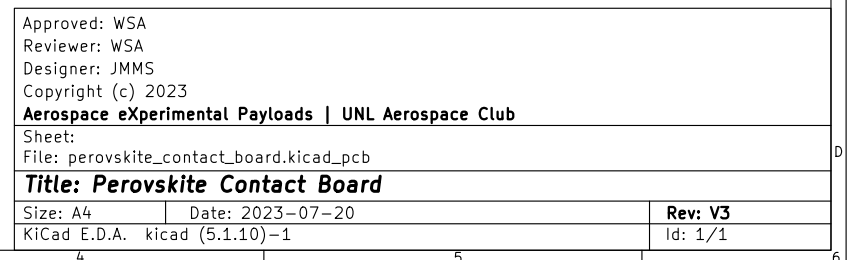 Approved: WSA
Reviewer: WSA
Designer: JMMS
Copyright (c) 2023
Aerospace eXperimental Payloads | UNL Aerospace Club
Sheet:
File: perovskite_contact_board.kicad_pcb
D
Title: Perovskite Contact Board
Size: A4 Date: 2023-07-20 Rev: V3
KiCad E.D.A. kicad (5.1.10)-1 Id: 1/1
4 5 6